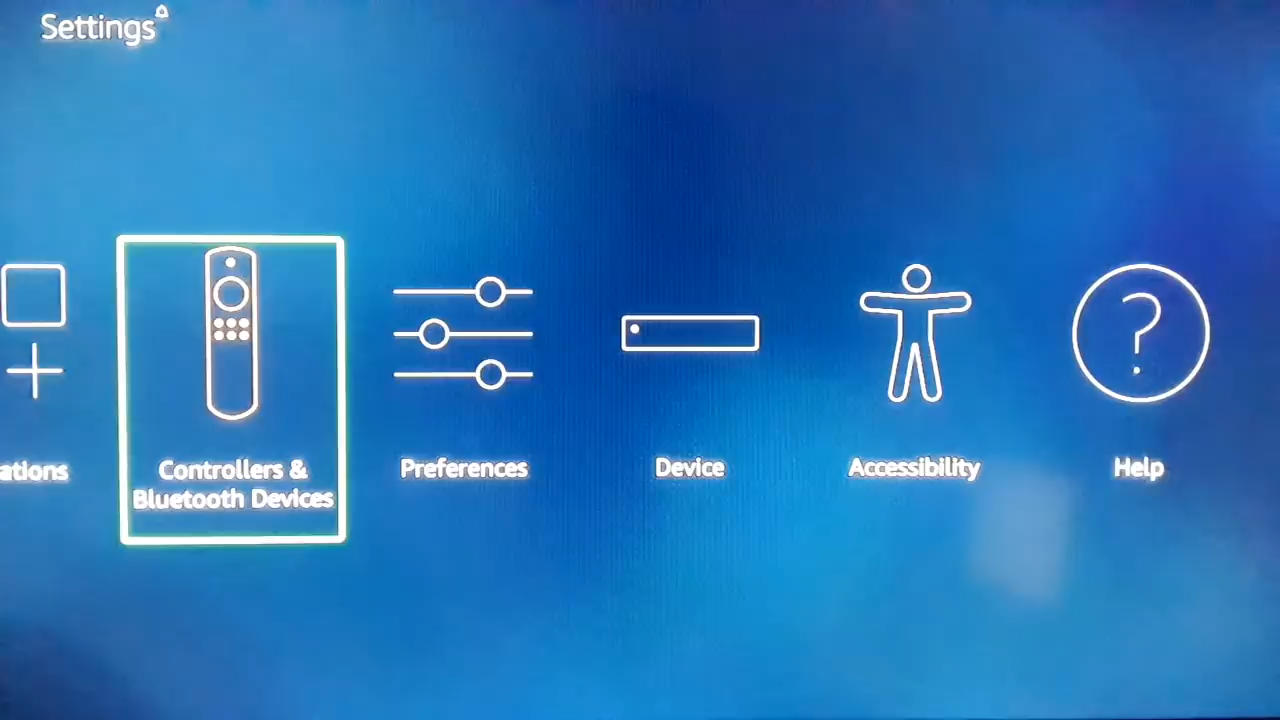 Settings
ations
Controllers &
Bluetooth Devices
Preferences
Device
Accessibility
Help